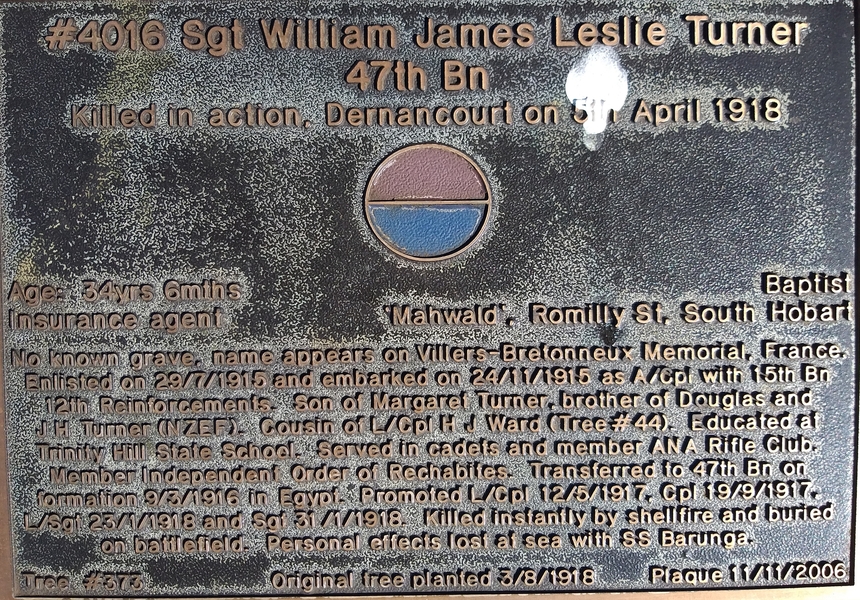 #4016 Sgt William James Leslie Turner
47th Bn
Killed in action, Dernancourt on 5th April 1918
Age: 34yrs 6mths
Baptist
Insurance agent
'Mahwald', Romilly St, South Hobart
No known grave, name appears on Villers-Bretonneux Memorial, France.
Enlisted on 29/7/1915 and embarked on 24/11/1915 as A/Cpl with 15th Bn
12th Reinforcements. Son of Margaret Turner, brother of Douglas and
J H Turner (NZEF). Cousin of L/Cpl H J Ward (Tree #44). Educated at
Trinity Hill State School. Served in cadets and member ANA Rifle Club.
Member Independent Order of Rechabites. Transferred to 47th Bn on
formation 9/3/1916 in Egypt. Promoted L/Cpl 12/5/1917, Cpl 19/9/1917,
L/Sgt 23/1/1918 and Sgt 31/1/1918. Killed instantly by shellfire and buried
on battlefield. Personal effects lost at sea with SS Barunga.
Tree #373 Original tree planted 3/8/1918 Plaque 11/11/2006